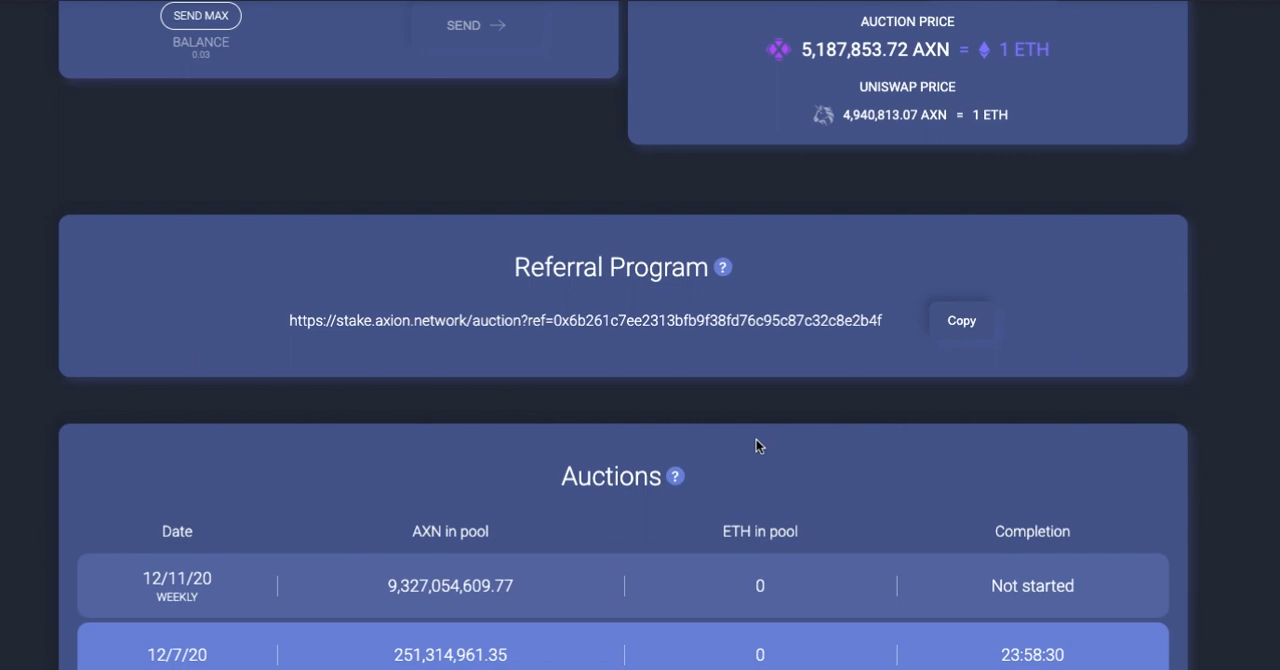 SEND MAX
BALANCE
0.03
SEND
AUCTION PRICE
5,187,853.72 AXN = 1 ETH
UNISWAP PRICE
4,940,813.07 AXN = 1 ETH
Referral Program ?
https://stake.axion.network/auction?ref=0x6b261c7ee2313bfb9f38fd76c95c87c32c8e2b4f
Copy
Auctions ?
Date AXN in pool ETH in pool Completion
12/11/20
WEEKLY
9,327,054,609.77 0 Not started
12/7/20 251,314,961.35 0 23:58:30